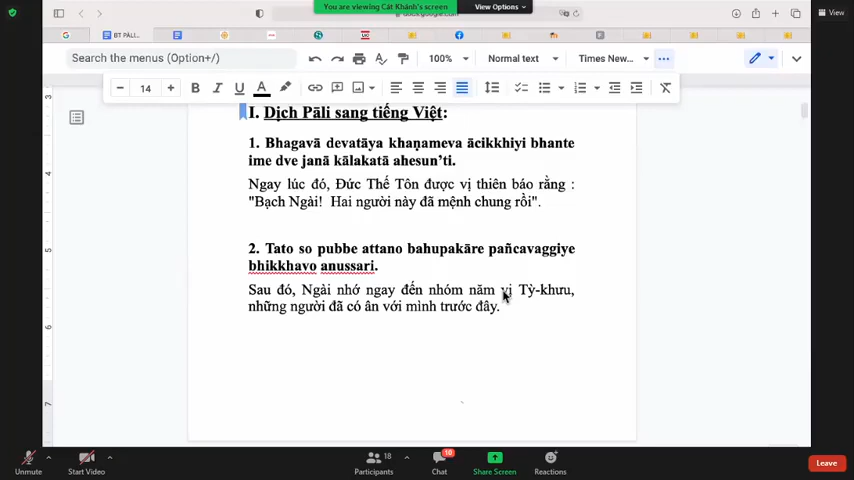 You are viewing Cát Khánh's screen View Options
View
BT PALI
Search the menus (Option+/) 100% Normal text Times New...
14
I. Dịch Pāli sang tiếng Việt:
1. Bhagavā devatāya khaṇameva ācikkhiyi bhante
ime dve janā kālakatā ahesun'ti.
Ngay lúc đó, Đức Thế Tôn được vị thiên báo rằng :
"Bạch Ngài! Hai người này đã mệnh chung rồi".
2. Tato so pubbe attano bahupakāre pañcavaggiye
bhikkhavo anussari.
Sau đó, Ngài nhớ ngay đến nhóm năm vị Tỳ-khưu,
những người đã có ân với mình trước đây.
3
4
5
6
7
18 10
Unmute Start Video Participants Chat Share Screen Reactions Leave